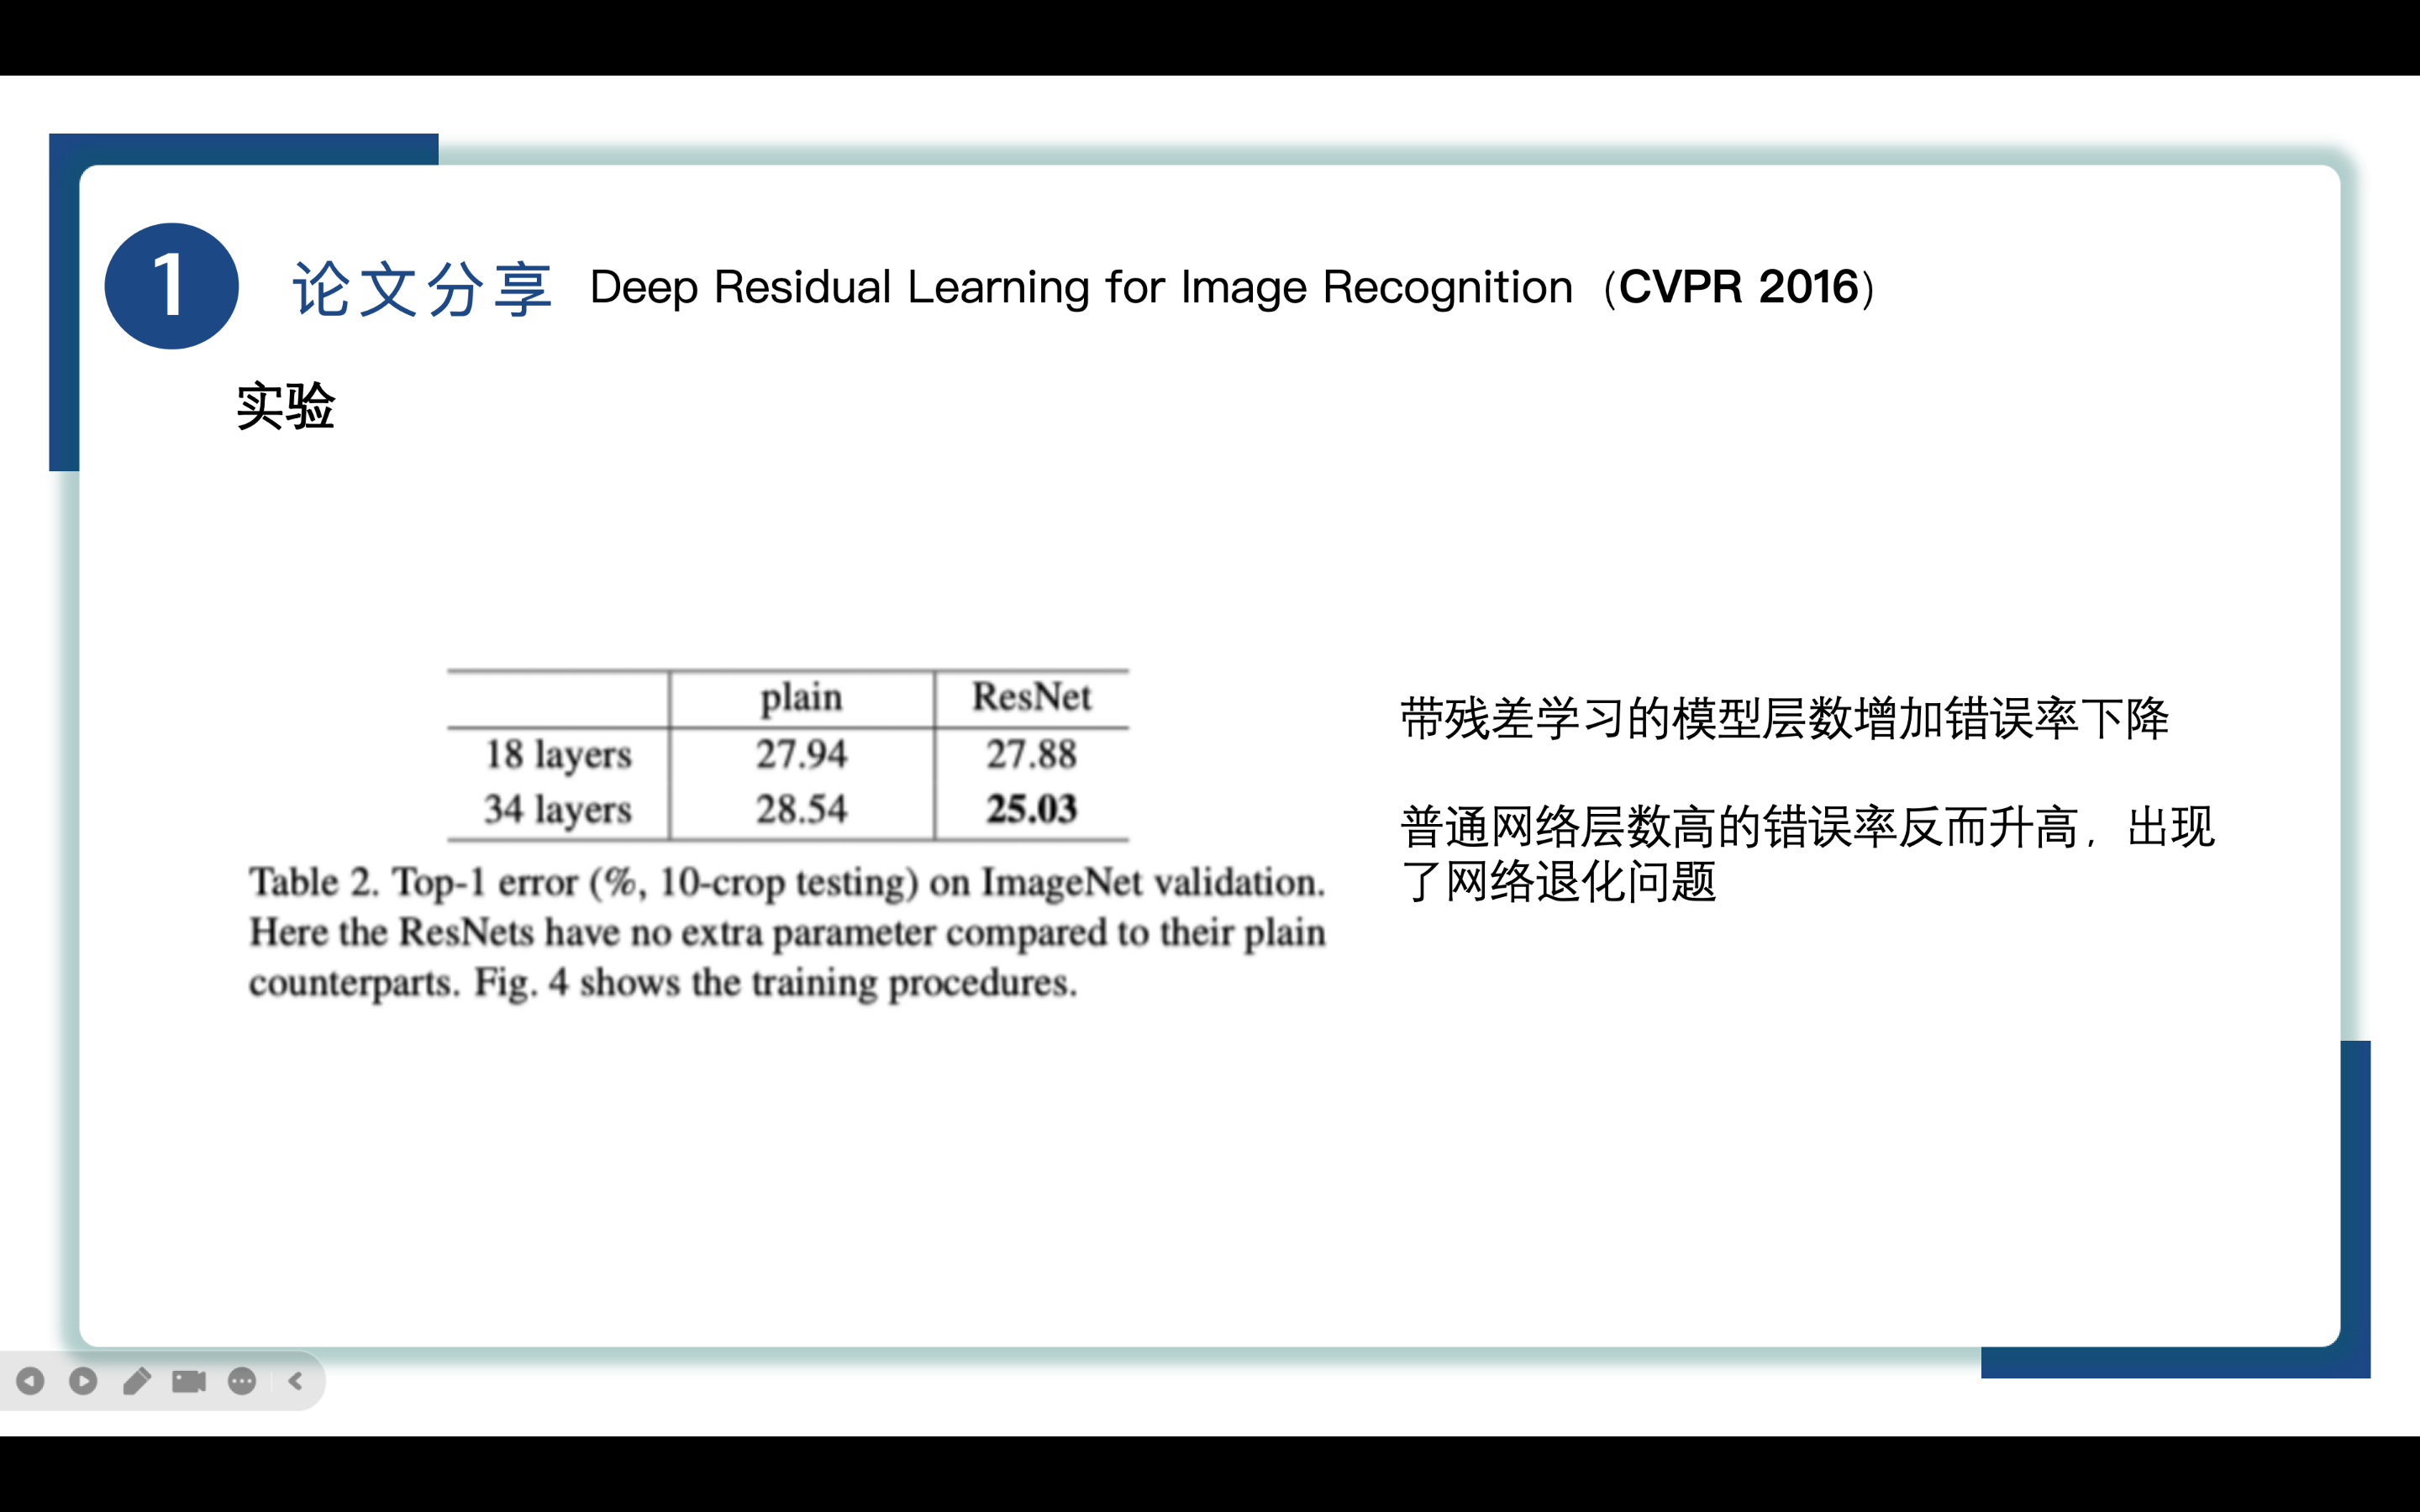 1
论文分享 Deep Residual Learning for Image Recognition（CVPR 2016）
实验
plain ResNet
18 layers 27.94 27.88
34 layers 28.54 25.03
Table 2. Top-1 error (%, 10-crop testing) on ImageNet validation.
Here the ResNets have no extra parameter compared to their plain
counterparts. Fig. 4 shows the training procedures.
带残差学习的模型层数增加错误率下降
普通网络层数高的错误率反而升高，出现
了网络退化问题